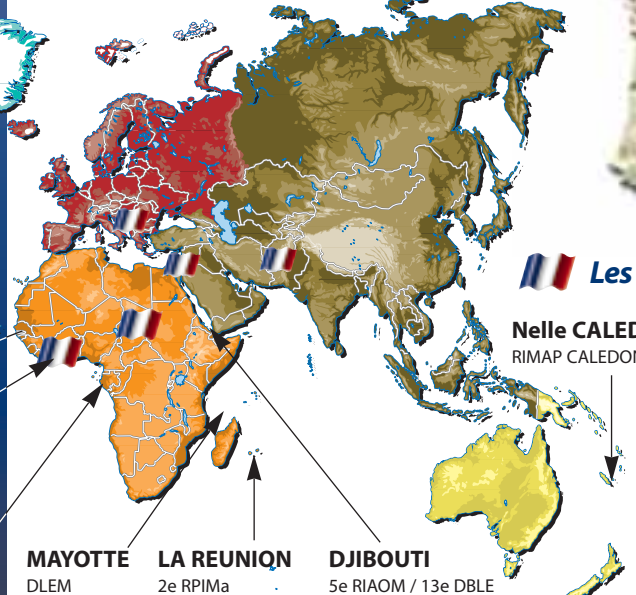 Les
Nelle CALED
RIMAP CALEDON
MAYOTTE
DLEM
LA REUNION
2e RPIMa
DJIBOUTI
5e RIAOM / 13e DBLE